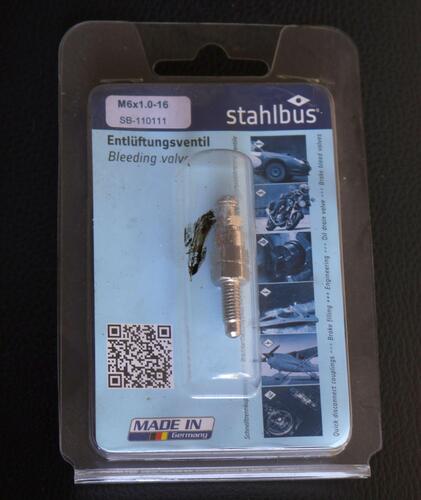 M6x1.0-16
SB-110111
stahlbus®
Entlüftungsventil
Bleeding valve
MADE IN
Germany
Quick disconnect couplings --- Brake filling +++ Engineering --- Oil drain valve --- Brake bleed valves